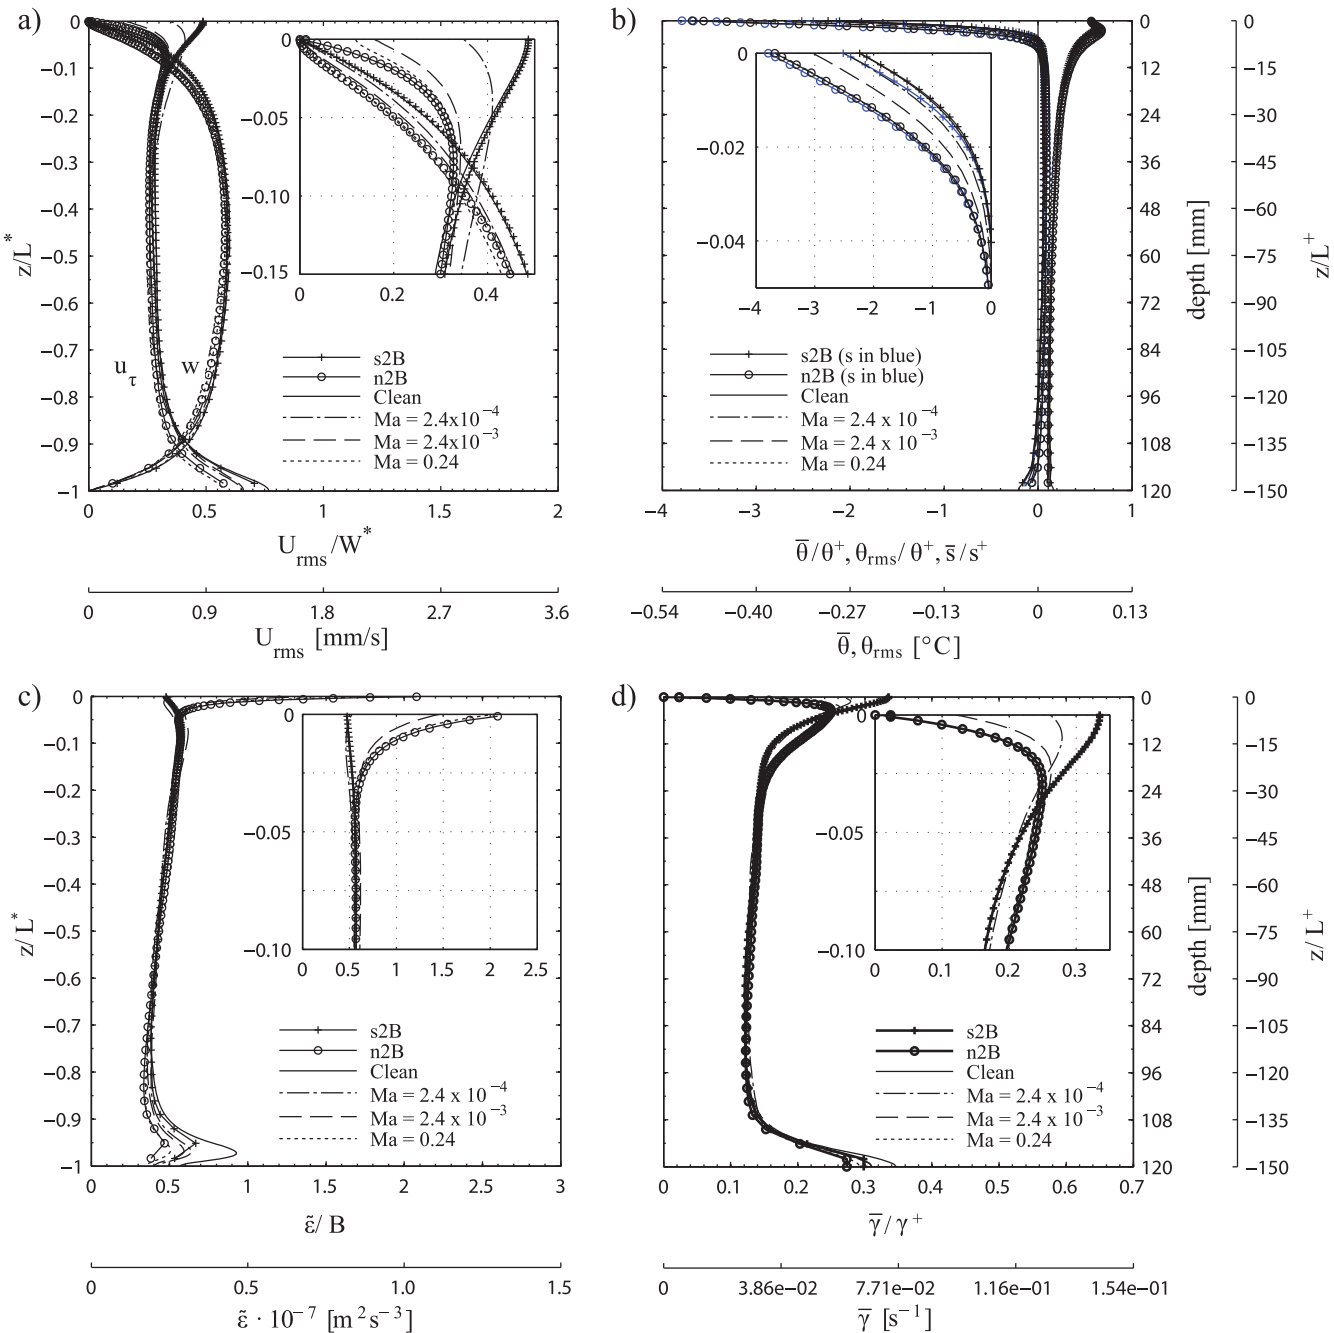 a)
0
−0.1
−0.2
−0.3
−0.4
−0.5
−0.6
−0.7
−0.8
−0.9
−1
z/L*
0
−0.05
−0.10
−0.15
0 0.2 0.4
u_τ w
s2B
n2B
Clean
Ma = 2.4x10⁻⁴
Ma = 2.4x10⁻³
Ma = 0.24
0 0.5 1 1.5 2
U_rms/W*
0 0.9 1.8 2.7 3.6
U_rms [mm/s]
b)
0
−0.02
−0.04
−4 −3 −2 −1 0
s2B (s in blue)
n2B (s in blue)
Clean
Ma = 2.4 x 10⁻⁴
Ma = 2.4 x 10⁻³
Ma = 0.24
0
12
24
36
48
60
72
84
96
108
120
depth [mm]
0
−15
−30
−45
−60
−75
−90
−105
−120
−135
−150
z/L⁺
−4 −3 −2 −1 0 1
θ̅/θ⁺, θ_rms/θ⁺, s̅/s⁺
−0.54 −0.40 −0.27 −0.13 0 0.13
θ̅, θ_rms [°C]
c)
0
−0.1
−0.2
−0.3
−0.4
−0.5
−0.6
−0.7
−0.8
−0.9
−1
z/L*
0
−0.05
−0.10
0 0.5 1 1.5 2 2.5
s2B
n2B
Clean
Ma = 2.4 x 10⁻⁴
Ma = 2.4 x 10⁻³
Ma = 0.24
0 0.5 1 1.5 2 2.5 3
ε̃/ B
0 0.5 1.0 1.5
ε̃ · 10⁻⁷ [m²s⁻³]
d)
0
−0.05
−0.10
0 0.1 0.2 0.3
s2B
n2B
Clean
Ma = 2.4 x 10⁻⁴
Ma = 2.4 x 10⁻³
Ma = 0.24
0
12
24
36
48
60
72
84
96
108
120
depth [mm]
0
−15
−30
−45
−60
−75
−90
−105
−120
−135
−150
z/ L⁺
0 0.1 0.2 0.3 0.4 0.5 0.6 0.7
γ̅/ γ⁺
0 3.86e−02 7.71e−02 1.16e−01 1.54e−01
γ̅ [s⁻¹]